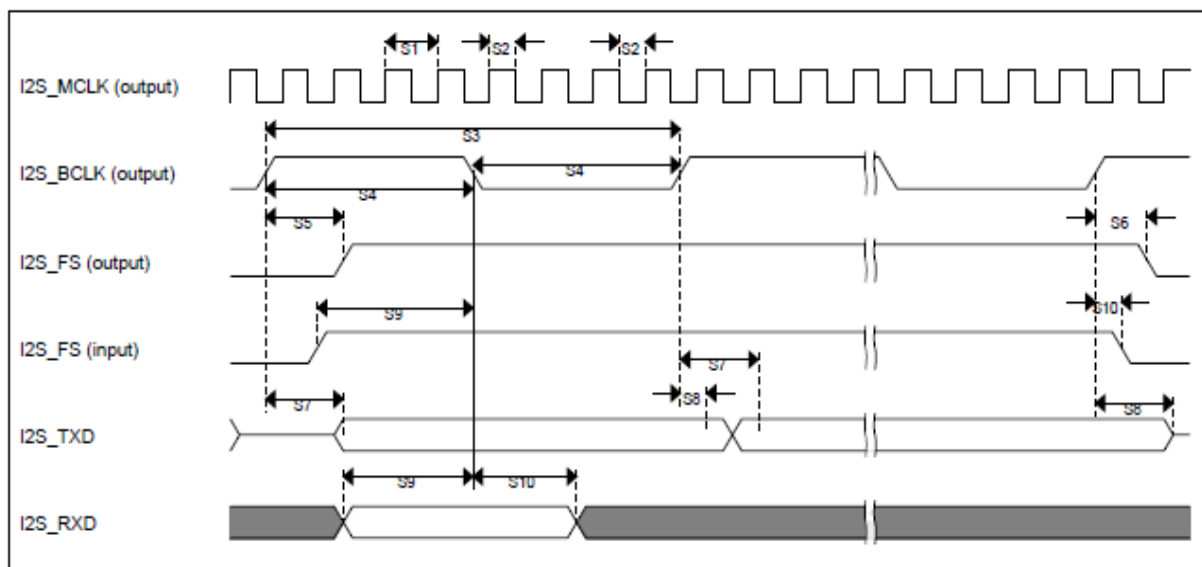 S1 S2 S2
I2S_MCLK (output)
S3
I2S_BCLK (output) S4
S4
S5 S6
I2S_FS (output)
S9 S10
I2S_FS (input)
S7
S7 S8 S8
I2S_TXD
S9 S10
I2S_RXD